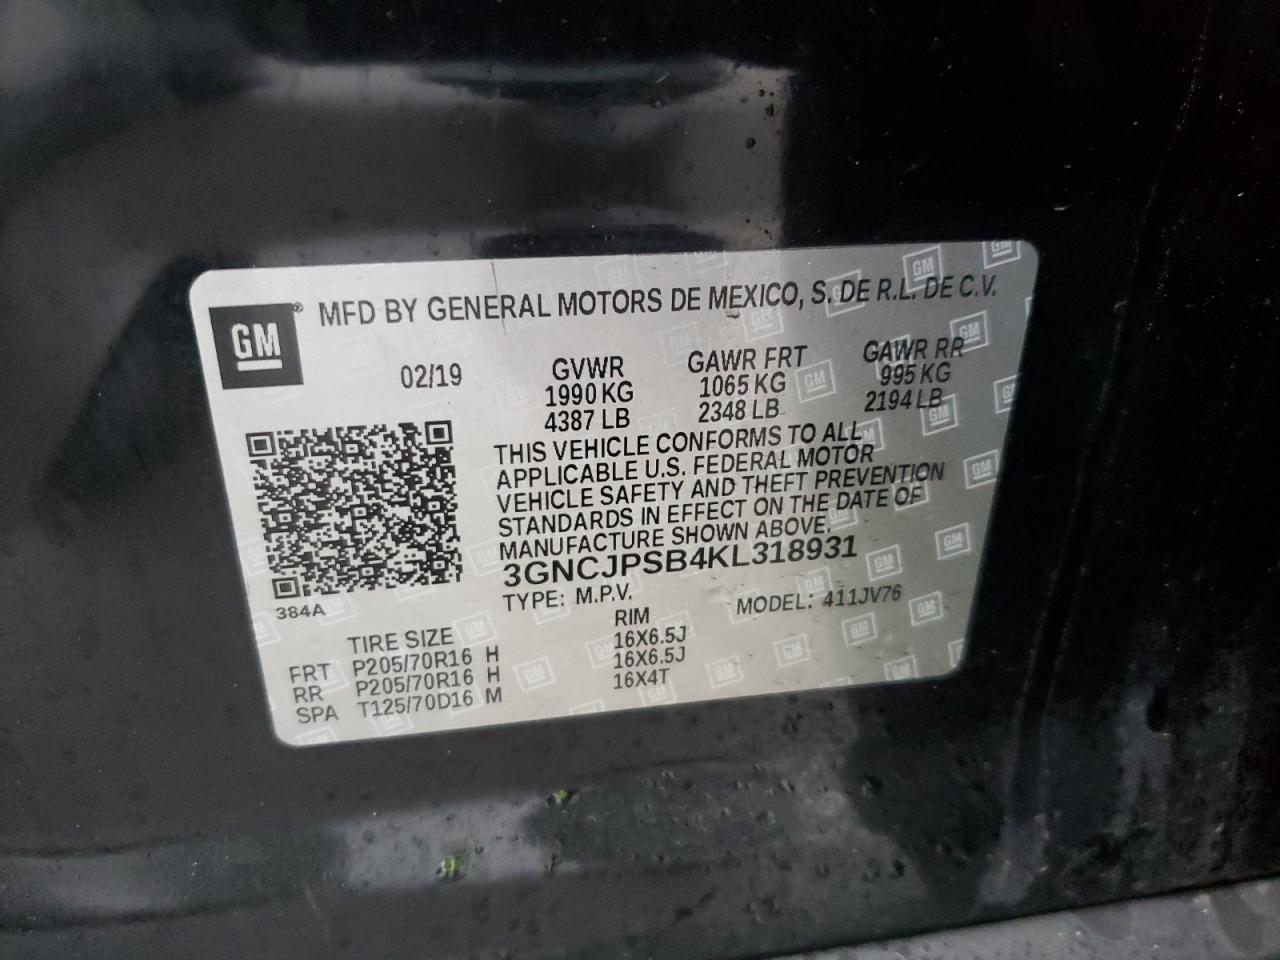 GM
® MFD BY GENERAL MOTORS DE MEXICO, S. DE R.L. DE C.V.
02/19
GVWR GAWR FRT GAWR RR
1990 KG 1065 KG 995 KG
4387 LB 2348 LB 2194 LB
THIS VEHICLE CONFORMS TO ALL
APPLICABLE U.S. FEDERAL MOTOR
VEHICLE SAFETY AND THEFT PREVENTION
STANDARDS IN EFFECT ON THE DATE OF
MANUFACTURE SHOWN ABOVE.
3GNCJPSB4KL318931
TYPE: M.P.V. MODEL: 411JV76
384A
TIRE SIZE RIM
FRT P205/70R16 H 16X6.5J
RR P205/70R16 H 16X6.5J
SPA T125/70D16 M 16X4T